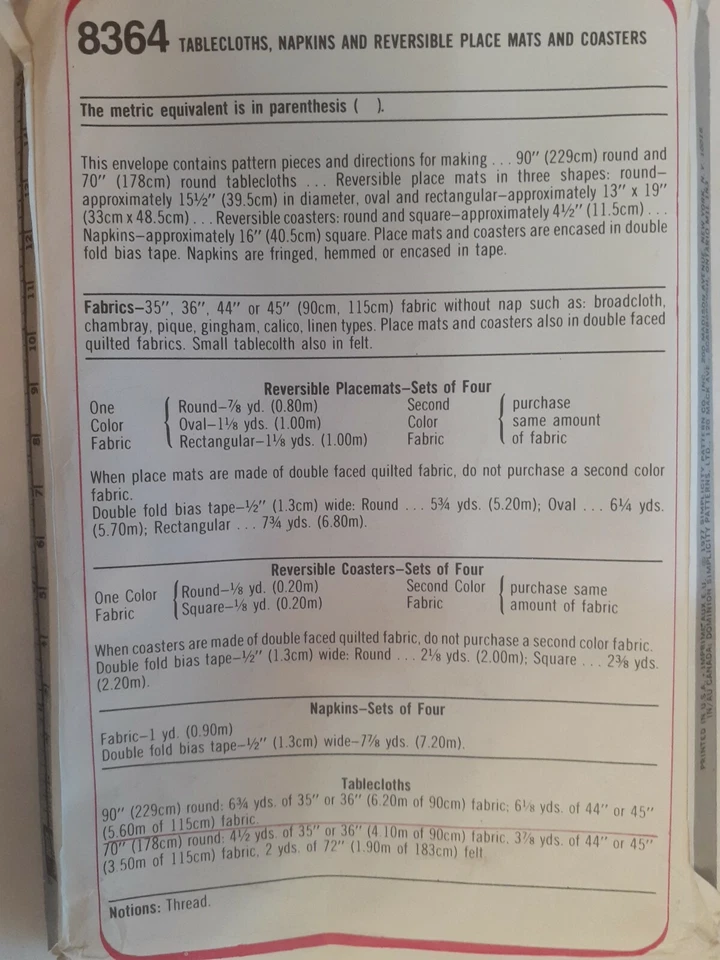 8364 TABLECLOTHS, NAPKINS AND REVERSIBLE PLACE MATS AND COASTERS
The metric equivalent is in parenthesis ( ).
This envelope contains pattern pieces and directions for making . . . 90" (229cm) round and
70" (178cm) round tablecloths . . . Reversible place mats in three shapes: round–
approximately 15½" (39.5cm) in diameter, oval and rectangular–approximately 13" x 19"
(33cm x 48.5cm) . . . Reversible coasters: round and square–approximately 4½" (11.5cm) . . .
Napkins–approximately 16" (40.5cm) square. Place mats and coasters are encased in double
fold bias tape. Napkins are fringed, hemmed or encased in tape.
Fabrics–35", 36", 44" or 45" (90cm, 115cm) fabric without nap such as: broadcloth,
chambray, pique, gingham, calico, linen types. Place mats and coasters also in double faced
quilted fabrics. Small tablecolth also in felt.
Reversible Placemats–Sets of Four
One Round–⅞ yd. (0.80m) Second purchase
Color Oval–1⅛ yds. (1.00m) Color same amount
Fabric Rectangular–1⅛ yds. (1.00m) Fabric of fabric
When place mats are made of double faced quilted fabric, do not purchase a second color
fabric.
Double fold bias tape–½" (1.3cm) wide: Round . . . 5¾ yds. (5.20m); Oval . . . 6¼ yds.
(5.70m); Rectangular . . . 7¾ yds. (6.80m).
Reversible Coasters–Sets of Four
One Color Round–⅛ yd. (0.20m) Second Color purchase same
Fabric Square–⅛ yd. (0.20m) Fabric amount of fabric
When coasters are made of double faced quilted fabric, do not purchase a second color fabric.
Double fold bias tape–½" (1.3cm) wide: Round . . . 2⅛ yds. (2.00m); Square . . . 2⅜ yds.
(2.20m).
Napkins–Sets of Four
Fabric–1 yd. (0.90m)
Double fold bias tape–½" (1.3cm) wide–7⅞ yds. (7.20m).
Tablecloths
90" (229cm) round: 6¾ yds. of 35" or 36" (6.20m of 90cm) fabric; 6⅛ yds. of 44" or 45"
(5.60m of 115cm) fabric.
70" (178cm) round: 4½ yds. of 35" or 36" (4.10m of 90cm) fabric, 3⅞ yds. of 44" or 45"
(3.50m of 115cm) fabric, 2 yds. of 72" (1.90m of 183cm) felt.
Notions: Thread.